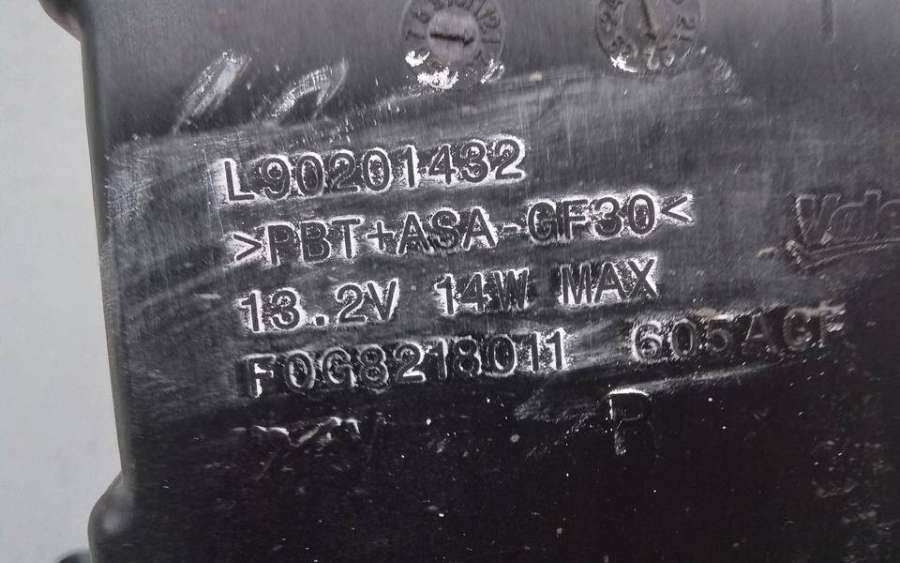 L90201432
>PBT+ASA-GF30<
13.2V 14W MAX
F0G8218011 605ACF
R